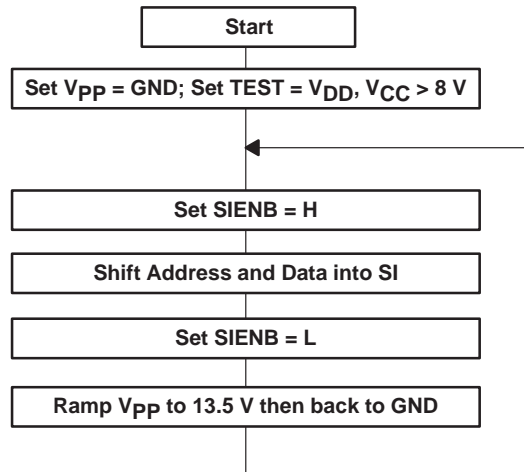 Start
Set VPP = GND; Set TEST = VDD, VCC > 8 V
Set SIENB = H
Shift Address and Data into SI
Set SIENB = L
Ramp VPP to 13.5 V then back to GND